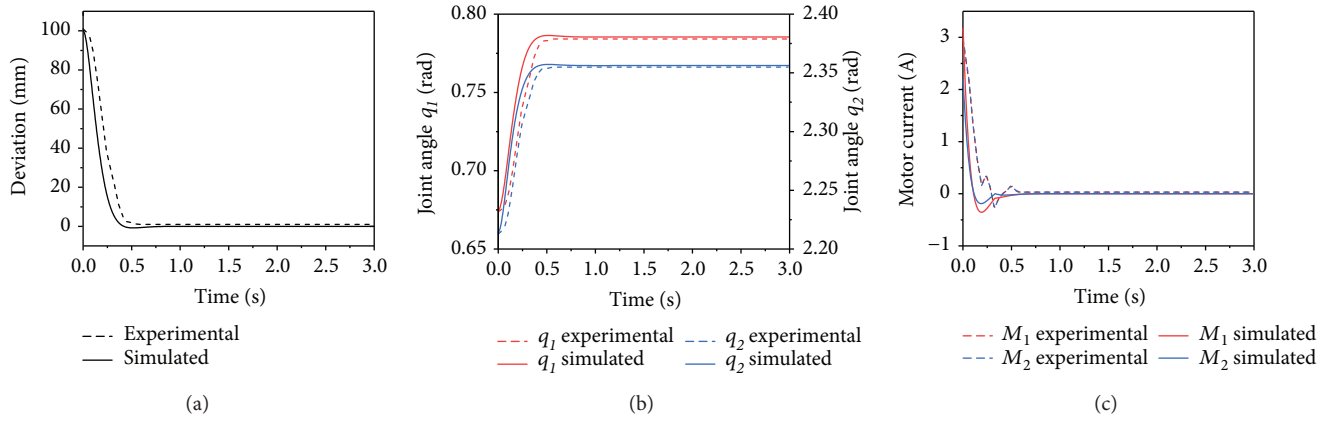 100
80
60
40
20
0
Deviation (mm)
0.0 0.5 1.0 1.5 2.0 2.5 3.0
Time (s)
Experimental
Simulated
(a)
0.80
0.75
0.70
0.65
Joint angle q1 (rad)
2.40
2.35
2.30
2.25
2.20
Joint angle q2 (rad)
0.0 0.5 1.0 1.5 2.0 2.5 3.0
Time (s)
q1 experimental q2 experimental
q1 simulated q2 simulated
(b)
3
2
1
0
−1
Motor current (A)
0.0 0.5 1.0 1.5 2.0 2.5 3.0
Time (s)
M1 experimental M1 simulated
M2 experimental M2 simulated
(c)